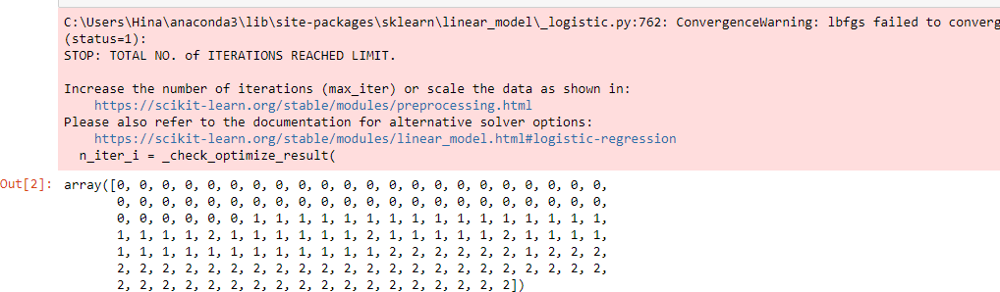 C:\Users\Hina\anaconda3\lib\site-packages\sklearn\linear_model\_logistic.py:762: ConvergenceWarning: lbfgs failed to converg
(status=1):
STOP: TOTAL NO. of ITERATIONS REACHED LIMIT.
Increase the number of iterations (max_iter) or scale the data as shown in:
https://scikit-learn.org/stable/modules/preprocessing.html
Please also refer to the documentation for alternative solver options:
https://scikit-learn.org/stable/modules/linear_model.html#logistic-regression
n_iter_i = _check_optimize_result(
Out[2]: array([0, 0, 0, 0, 0, 0, 0, 0, 0, 0, 0, 0, 0, 0, 0, 0, 0, 0, 0, 0, 0, 0,
0, 0, 0, 0, 0, 0, 0, 0, 0, 0, 0, 0, 0, 0, 0, 0, 0, 0, 0, 0, 0, 0,
0, 0, 0, 0, 0, 0, 1, 1, 1, 1, 1, 1, 1, 1, 1, 1, 1, 1, 1, 1, 1, 1,
1, 1, 1, 1, 2, 1, 1, 1, 1, 1, 1, 2, 1, 1, 1, 1, 1, 2, 1, 1, 1, 1,
1, 1, 1, 1, 1, 1, 1, 1, 1, 1, 1, 1, 2, 2, 2, 2, 2, 2, 1, 2, 2, 2,
2, 2, 2, 2, 2, 2, 2, 2, 2, 2, 2, 2, 2, 2, 2, 2, 2, 2, 2, 2, 2, 2,
2, 2, 2, 2, 2, 2, 2, 2, 2, 2, 2, 2, 2, 2, 2, 2, 2, 2])